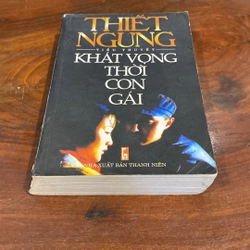 THIẾT
NGƯNG
TIỂU THUYẾT
KHÁT VỌNG
THỜI
CON
GÁI
NHÀ XUẤT BẢN THANH NIÊN